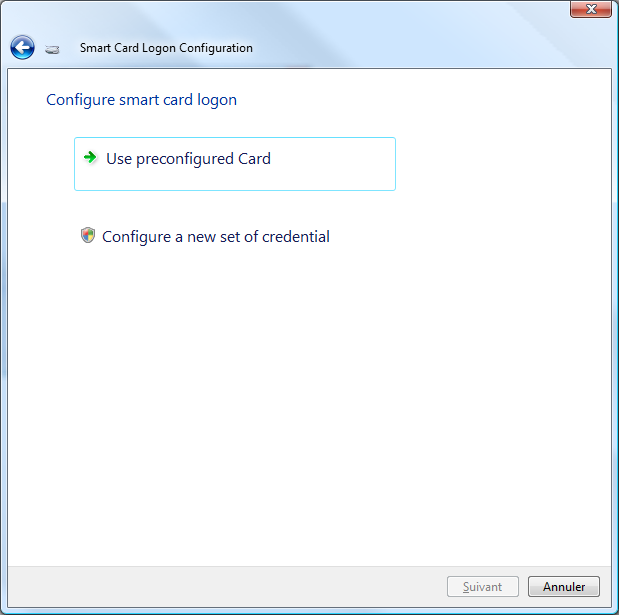 Smart Card Logon Configuration
Configure smart card logon
Use preconfigured Card
Configure a new set of credential
Suivant
Annuler